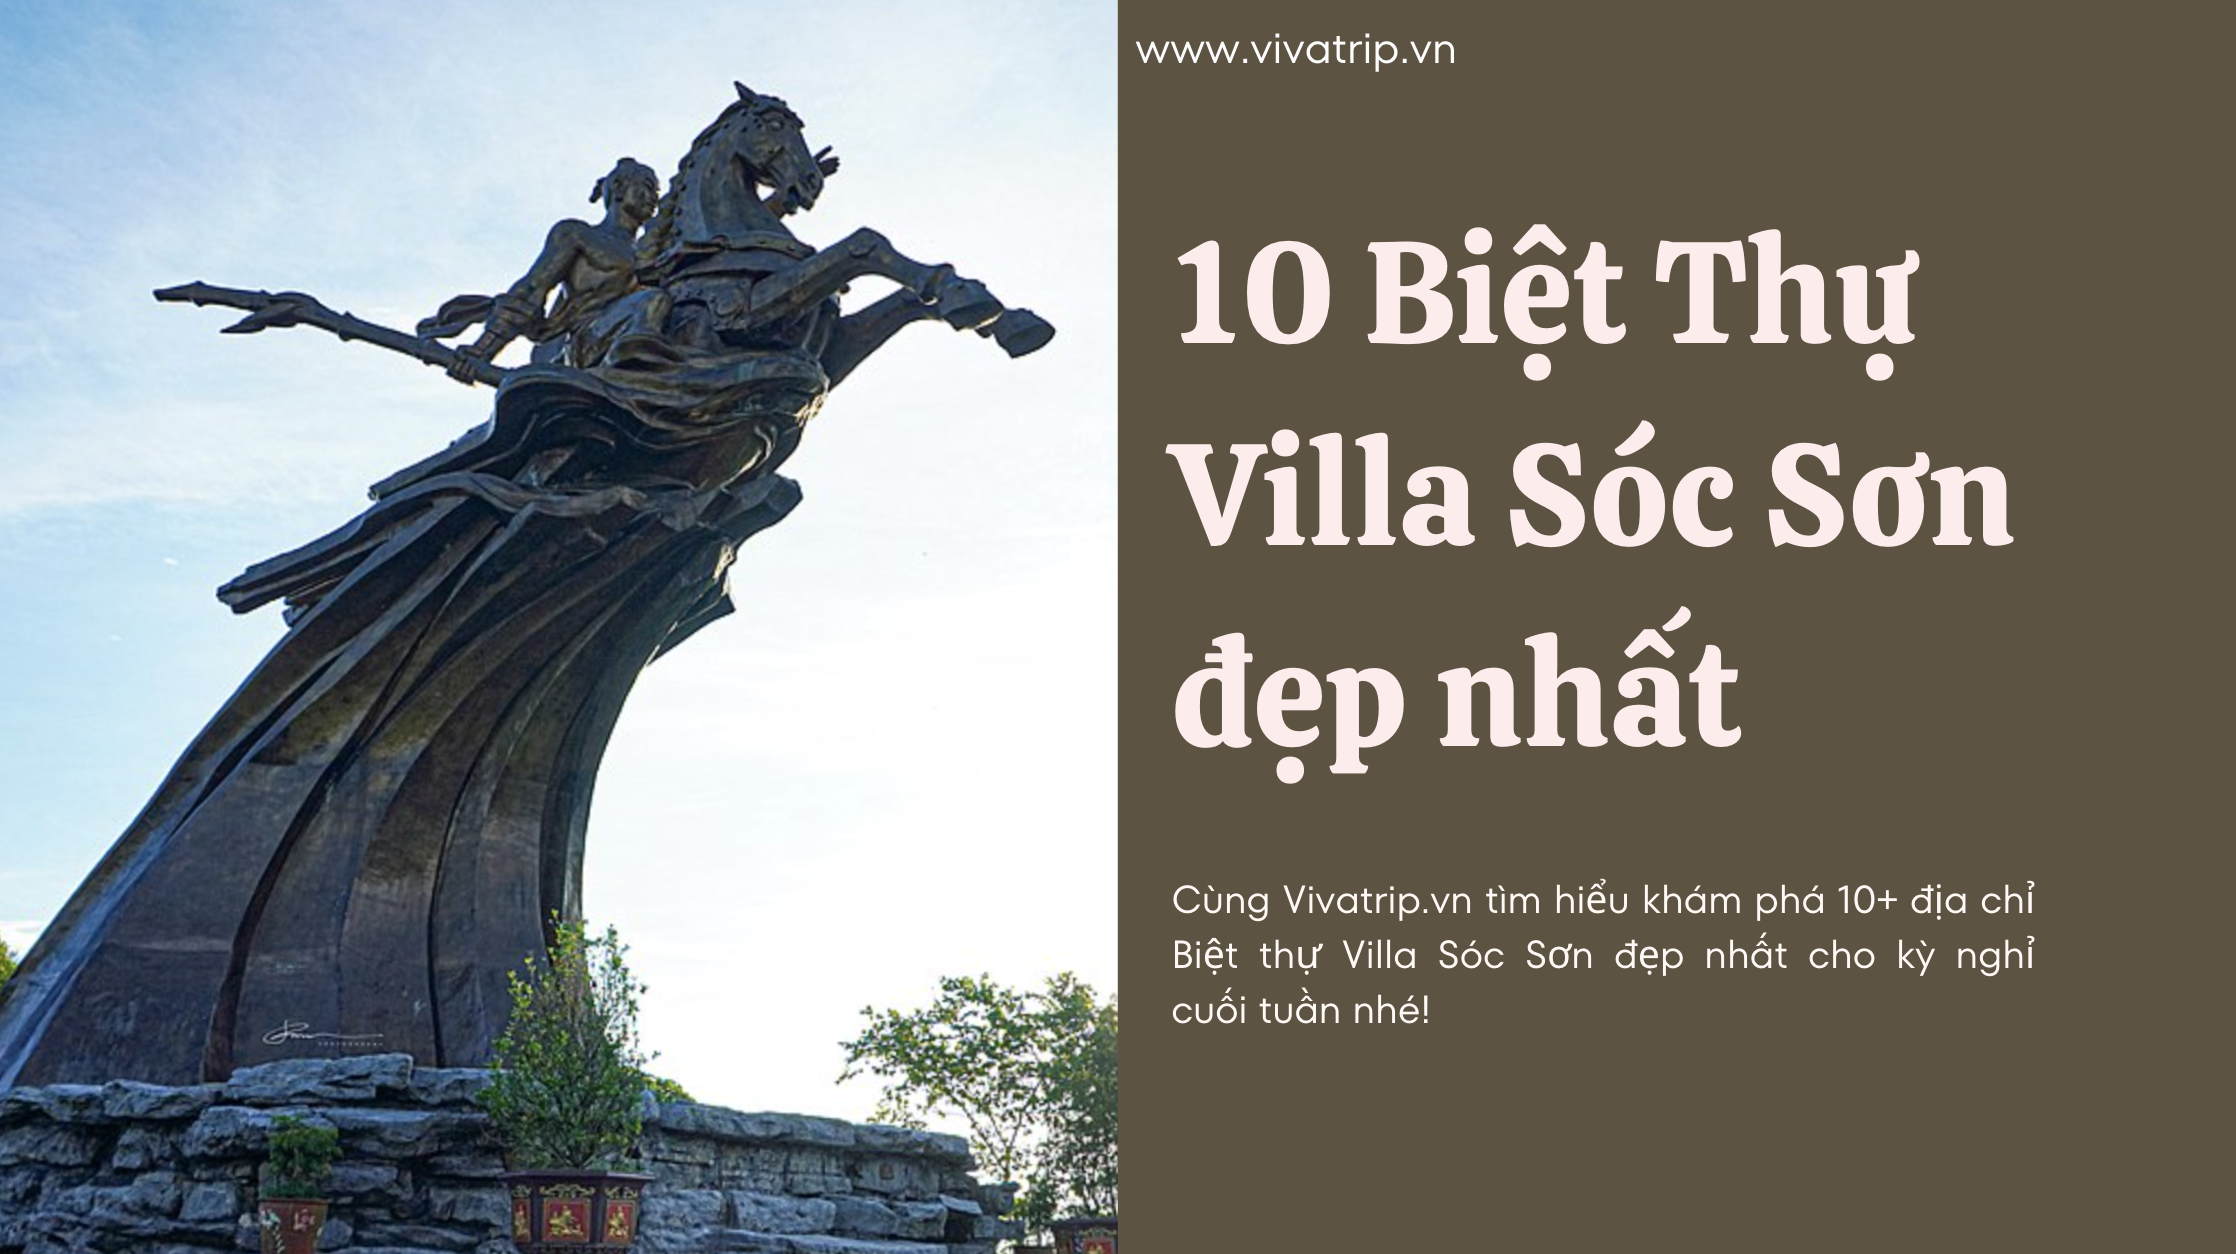 www.vivatrip.vn
10 Biệt Thự
Villa Sóc Sơn
đẹp nhất
Cùng Vivatrip.vn tìm hiểu khám phá 10+ địa chỉ
Biệt thự Villa Sóc Sơn đẹp nhất cho kỳ nghỉ
cuối tuần nhé!